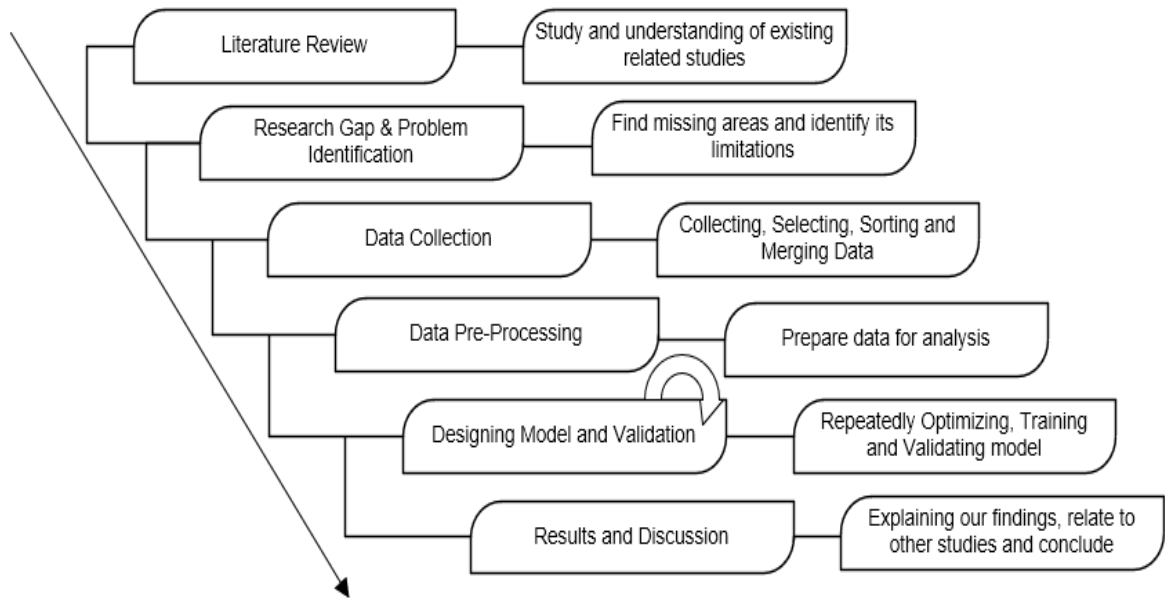 Literature Review
Study and understanding of existing
related studies
Research Gap & Problem
Identification
Find missing areas and identify its
limitations
Data Collection
Collecting, Selecting, Sorting and
Merging Data
Data Pre-Processing
Prepare data for analysis
Designing Model and Validation
Repeatedly Optimizing, Training
and Validating model
Results and Discussion
Explaining our findings, relate to
other studies and conclude